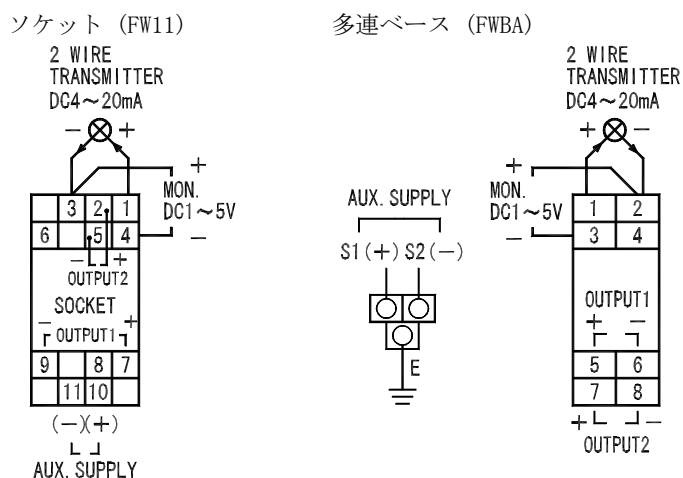 ソケット (FW11)
2 WIRE
TRANSMITTER
DC4～20mA
－ ＋
＋
MON.
DC1～5V
－
3 2 1
6 5 4
－ ＋
OUTPUT2
SOCKET
－ ＋
OUTPUT1
9 8 7
11 10
(－)(＋)
AUX. SUPPLY
多連ベース (FWBA)
AUX. SUPPLY
S1(＋) S2(－)
E
2 WIRE
TRANSMITTER
DC4～20mA
＋ －
＋
MON.
DC1～5V
－
1 2
3 4
OUTPUT1
＋ －
5 6
7 8
＋ －
OUTPUT2